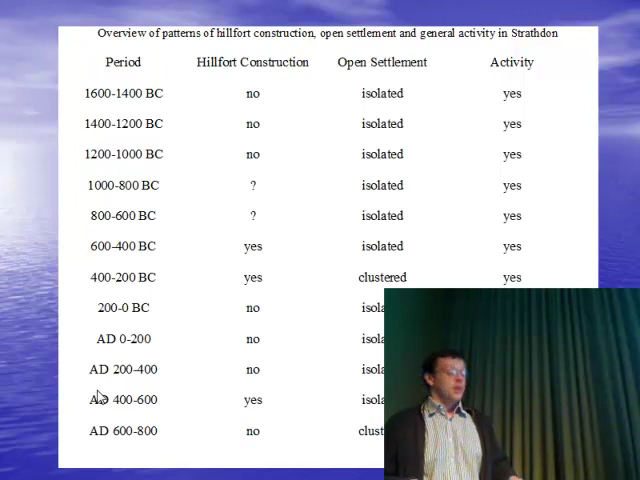 Overview of patterns of hillfort construction, open settlement and general activity in Strathdon
Period Hillfort Construction Open Settlement Activity
1600-1400 BC no isolated yes
1400-1200 BC no isolated yes
1200-1000 BC no isolated yes
1000-800 BC ? isolated yes
800-600 BC ? isolated yes
600-400 BC yes isolated yes
400-200 BC yes clustered yes
200-0 BC no
AD 0-200 no
AD 200-400 no
AD 400-600 yes
AD 600-800 no